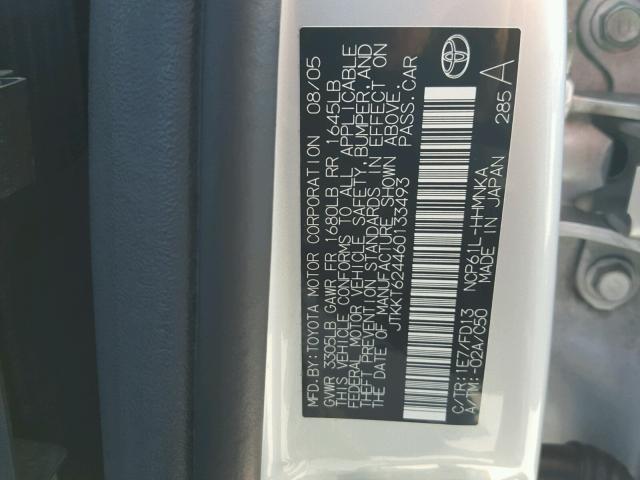 MFD. BY: TOYOTA MOTOR CORPORATION 08/05
GVWR 3305LB GAWR FR 1680LB RR 1645LB
THIS VEHICLE CONFORMS TO ALL APPLICABLE
FEDERAL MOTOR VEHICLE SAFETY, BUMPER, AND
THEFT PREVENTION STANDARDS IN EFFECT ON
THE DATE OF MANUFACTURE SHOWN ABOVE.
JTKKT624460133493 PASS. CAR
NCP61L-HHMNKA
C/TR: 1E7/FD13 MADE IN JAPAN
A/TM: -02A/C50
285 A